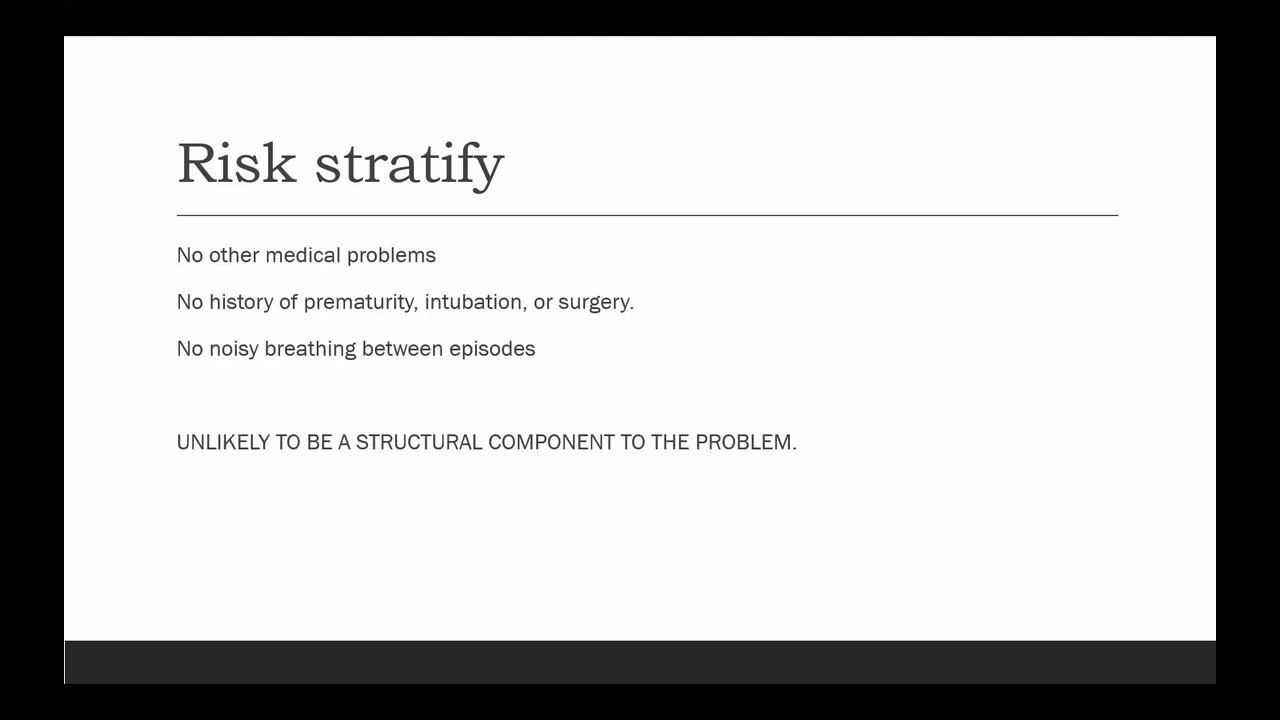 Risk stratify
No other medical problems
No history of prematurity, intubation, or surgery.
No noisy breathing between episodes
UNLIKELY TO BE A STRUCTURAL COMPONENT TO THE PROBLEM.